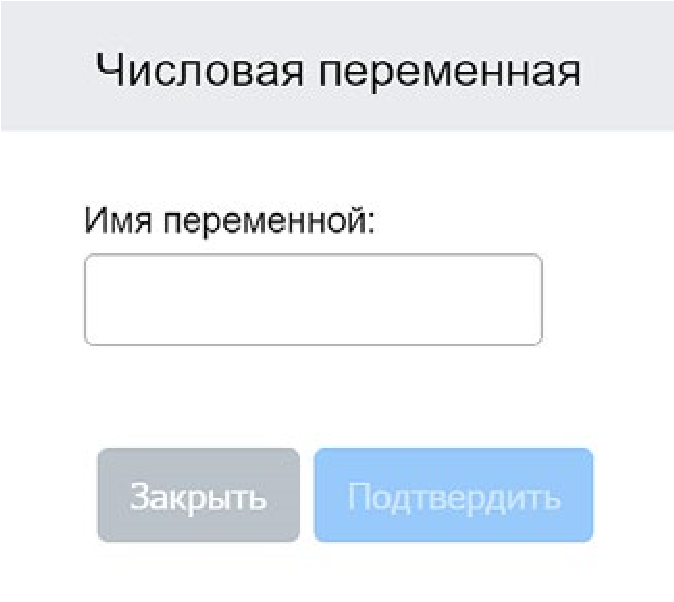 Числовая переменная
Имя переменной:
Закрыть
Подтвердить